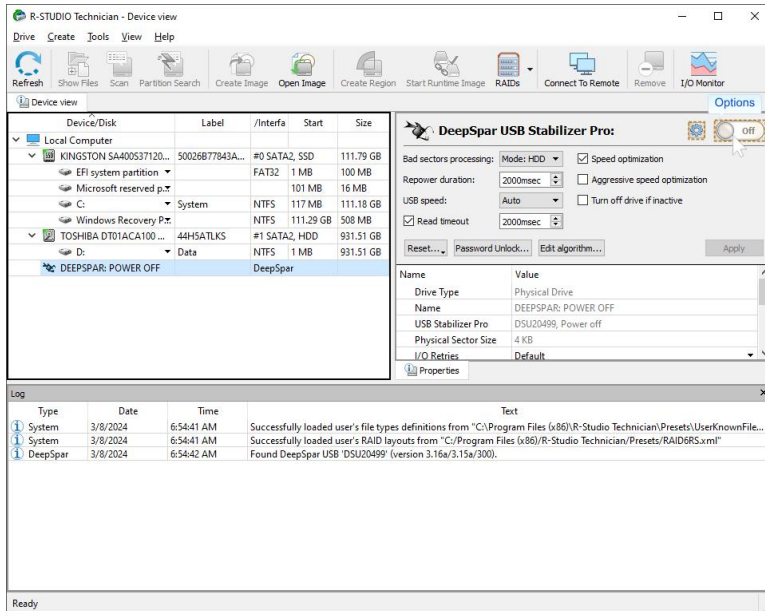 R-STUDIO Technician - Device view
Drive Create Tools View Help
Refresh Show Files Scan Partition Search Create Image Open Image Create Region Start Runtime Image RAIDs Connect To Remote Remove I/O Monitor
Device view
Options
Device/Disk Label /Interfa Start Size
Local Computer
KINGSTON SA400S37120... 50026B77843A... #0 SATA2, SSD 111.79 GB
EFI system partition FAT32 1 MB 100 MB
Microsoft reserved p... 101 MB 16 MB
C: System NTFS 117 MB 111.18 GB
Windows Recovery P... NTFS 111.29 GB 508 MB
TOSHIBA DT01ACA100 ... 44H5ATLKS #1 SATA2, HDD 931.51 GB
D: Data NTFS 1 MB 931.51 GB
DEEPSPAR: POWER OFF DeepSpar
DeepSpar USB Stabilizer Pro: off
Bad sectors processing: Mode: HDD Speed optimization
Repower duration: 2000msec Aggressive speed optimization
USB speed: Auto Turn off drive if inactive
Read timeout 2000msec
Reset... Password Unlock... Edit algorithm... Apply
Name Value
Drive Type Physical Drive
Name DEEPSPAR: POWER OFF
USB Stabilizer Pro DSU20499, Power off
Physical Sector Size 4 KB
I/O Retries Default
Properties
Log
Type Date Time Text
System 3/8/2024 6:54:41 AM Successfully loaded user's file types definitions from "C:\Program Files (x86)\R-Studio Technician\Presets\UserKnownFile...
System 3/8/2024 6:54:41 AM Successfully loaded user's RAID layouts from "C:/Program Files (x86)/R-Studio Technician/Presets/RAID6RS.xml"
DeepSpar 3/8/2024 6:54:42 AM Found DeepSpar USB 'DSU20499' (version 3.16a/3.15a/300).
Ready